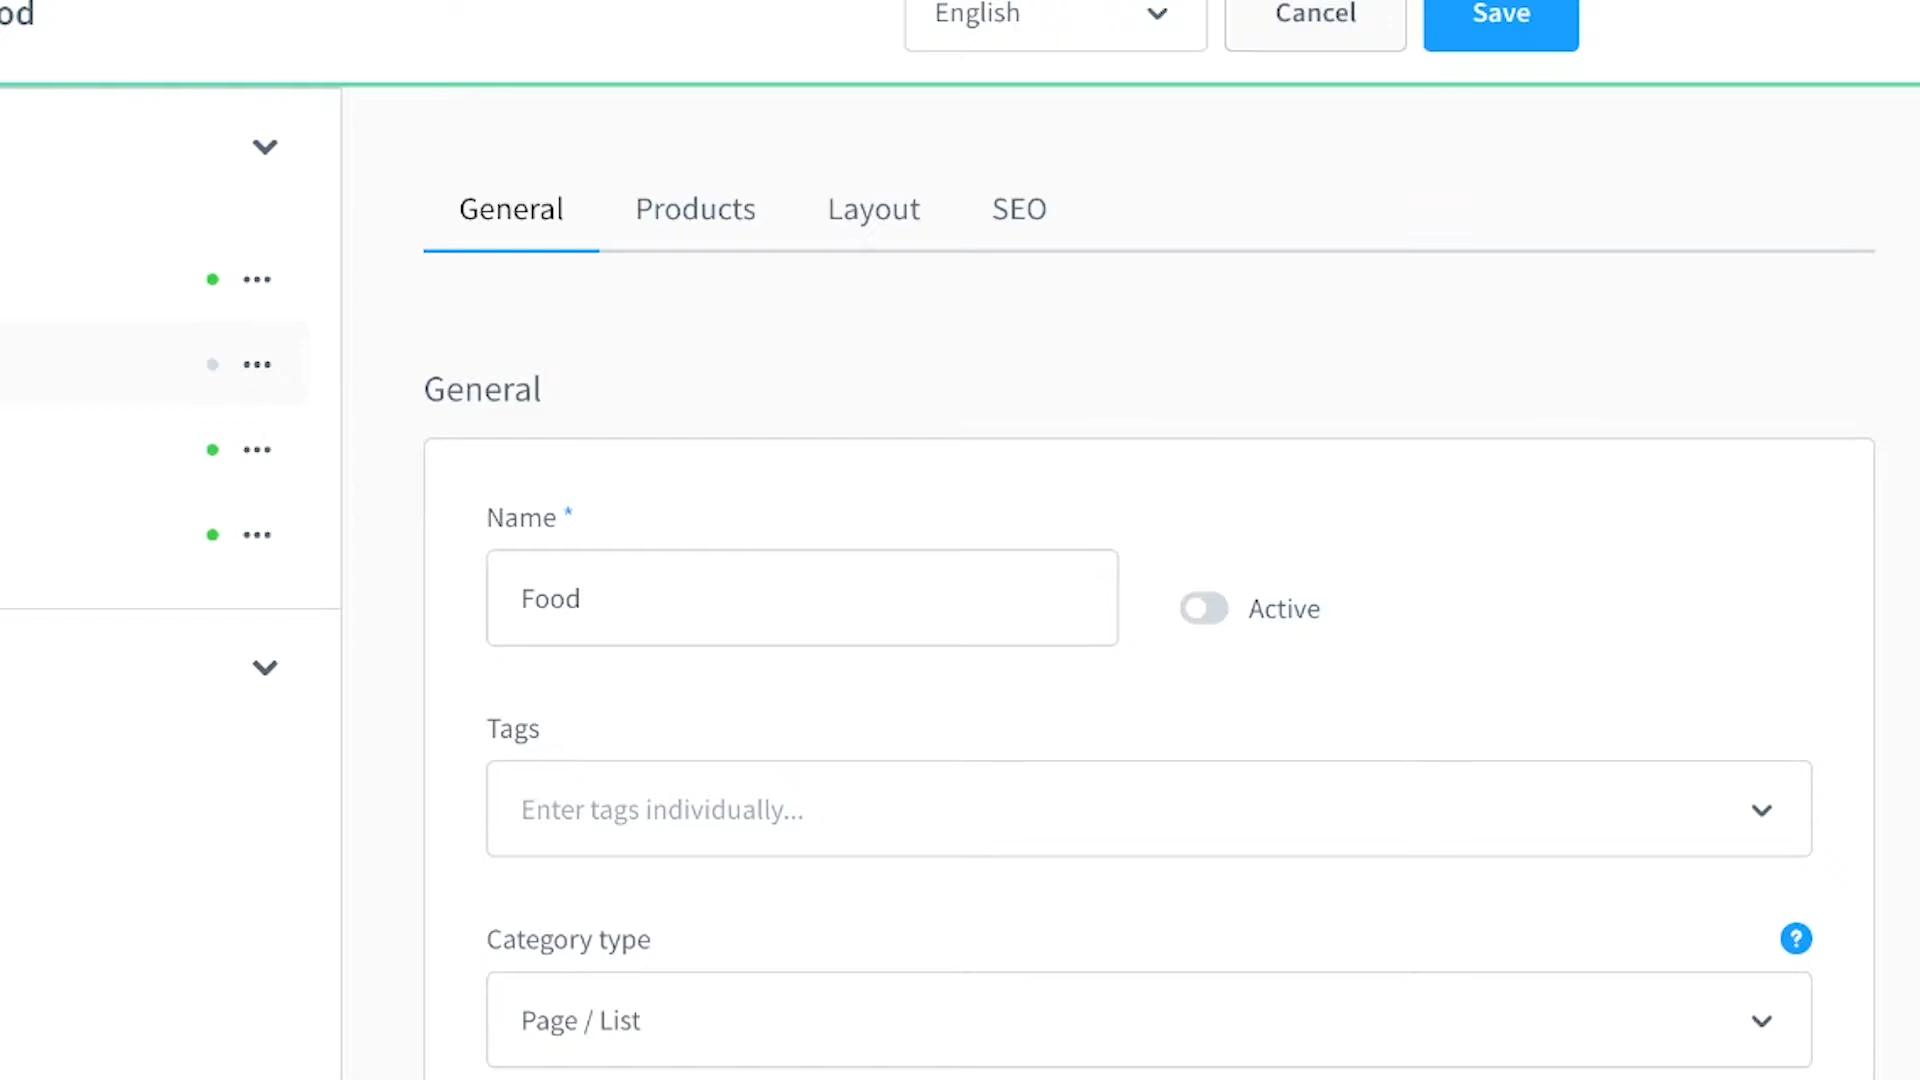 od
English
Cancel
Save
General
Products
Layout
SEO
General
Name *
Food
Active
Tags
Enter tags individually...
Category type
?
Page / List